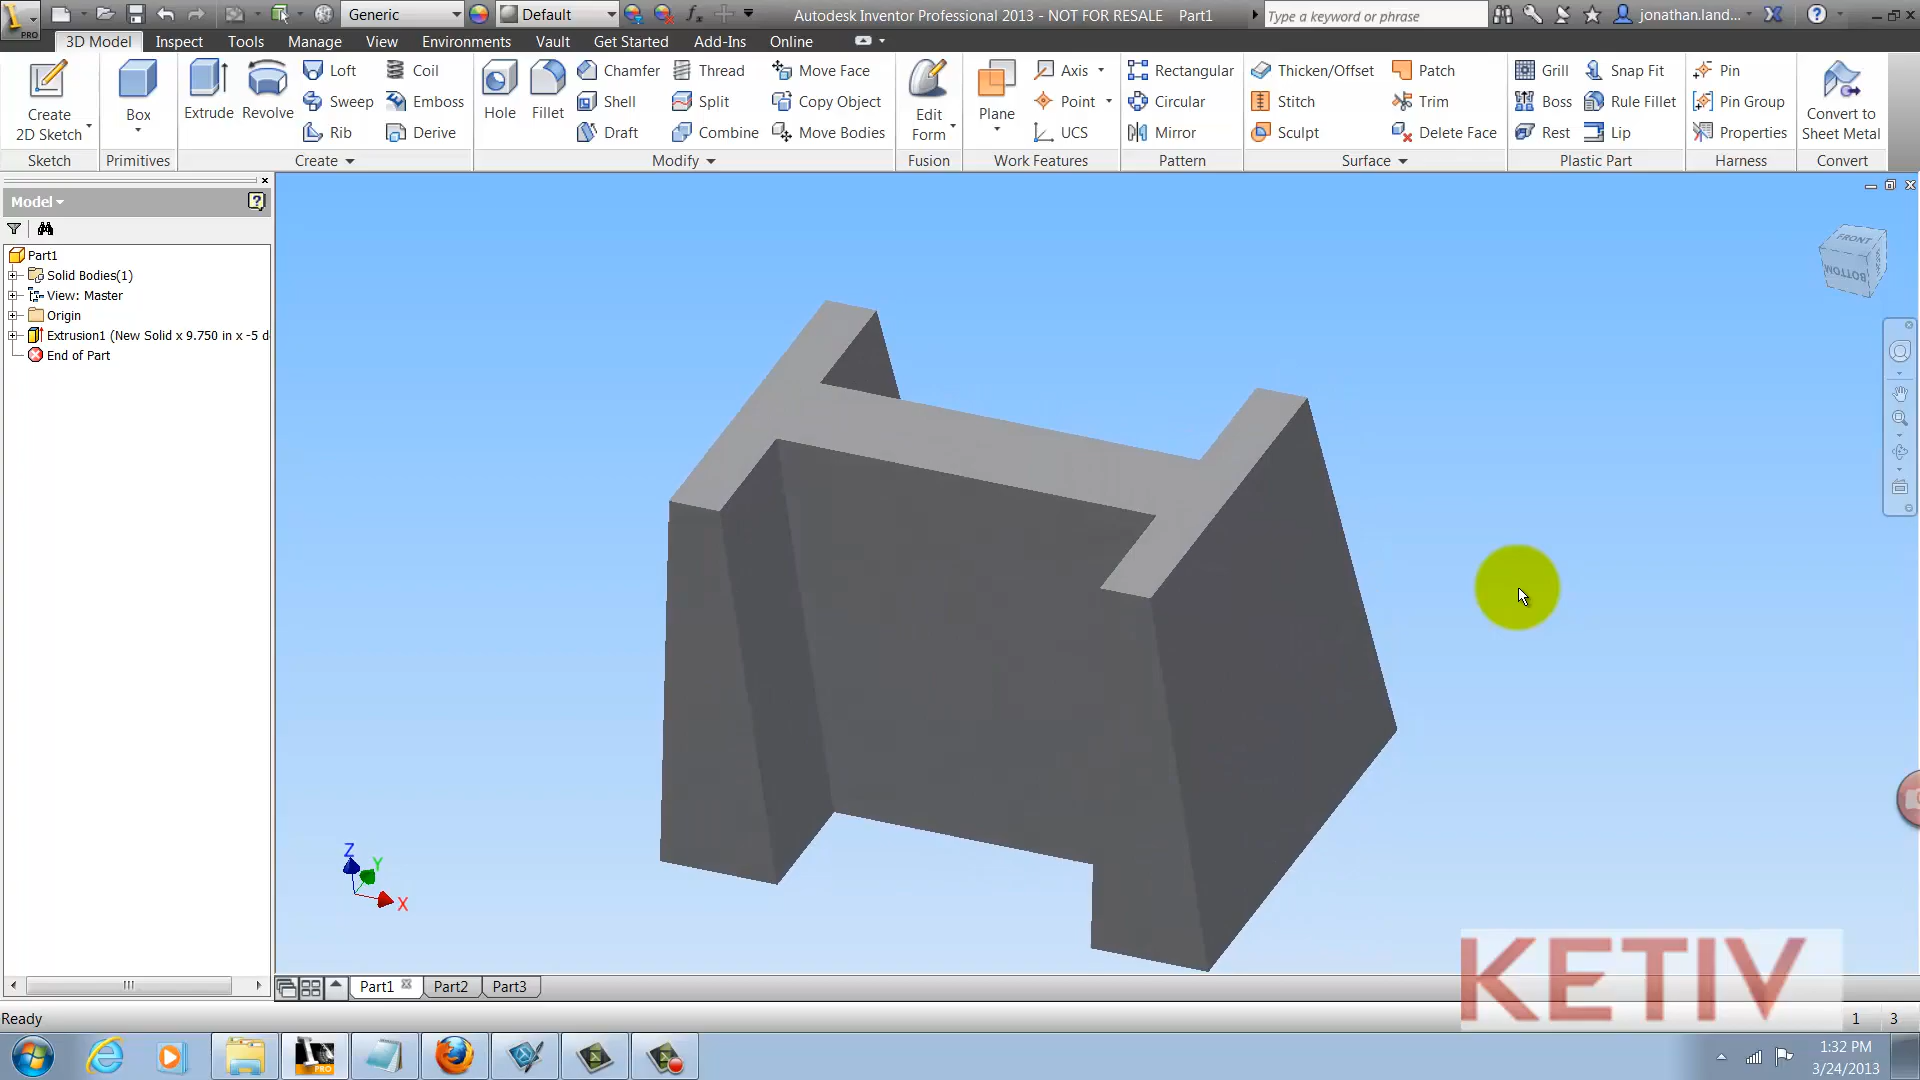 PRO
Generic
Default
Autodesk Inventor Professional 2013 - NOT FOR RESALE Part1
Type a keyword or phrase
jonathan.land...
3D Model Inspect Tools Manage View Environments Vault Get Started Add-Ins Online
Create
2D Sketch
Box
Extrude
Revolve
Loft
Coil
Sweep
Emboss
Rib
Derive
Hole
Fillet
Chamfer
Thread
Move Face
Shell
Split
Copy Object
Draft
Combine
Move Bodies
Edit
Form
Plane
Axis
Point
UCS
Rectangular
Circular
Mirror
Thicken/Offset
Patch
Stitch
Trim
Sculpt
Delete Face
Grill
Snap Fit
Boss
Rule Fillet
Rest
Lip
Pin
Pin Group
Properties
Convert to
Sheet Metal
Sketch Primitives Create Modify Fusion Work Features Pattern Surface Plastic Part Harness Convert
Model
Part1
Solid Bodies(1)
View: Master
Origin
Extrusion1 (New Solid x 9.750 in x -5 d
End of Part
FRONT
BOTTOM
Z
Y
X
Part1 Part2 Part3
KETIV
Ready
1 3
PRO
1:32 PM
3/24/2013